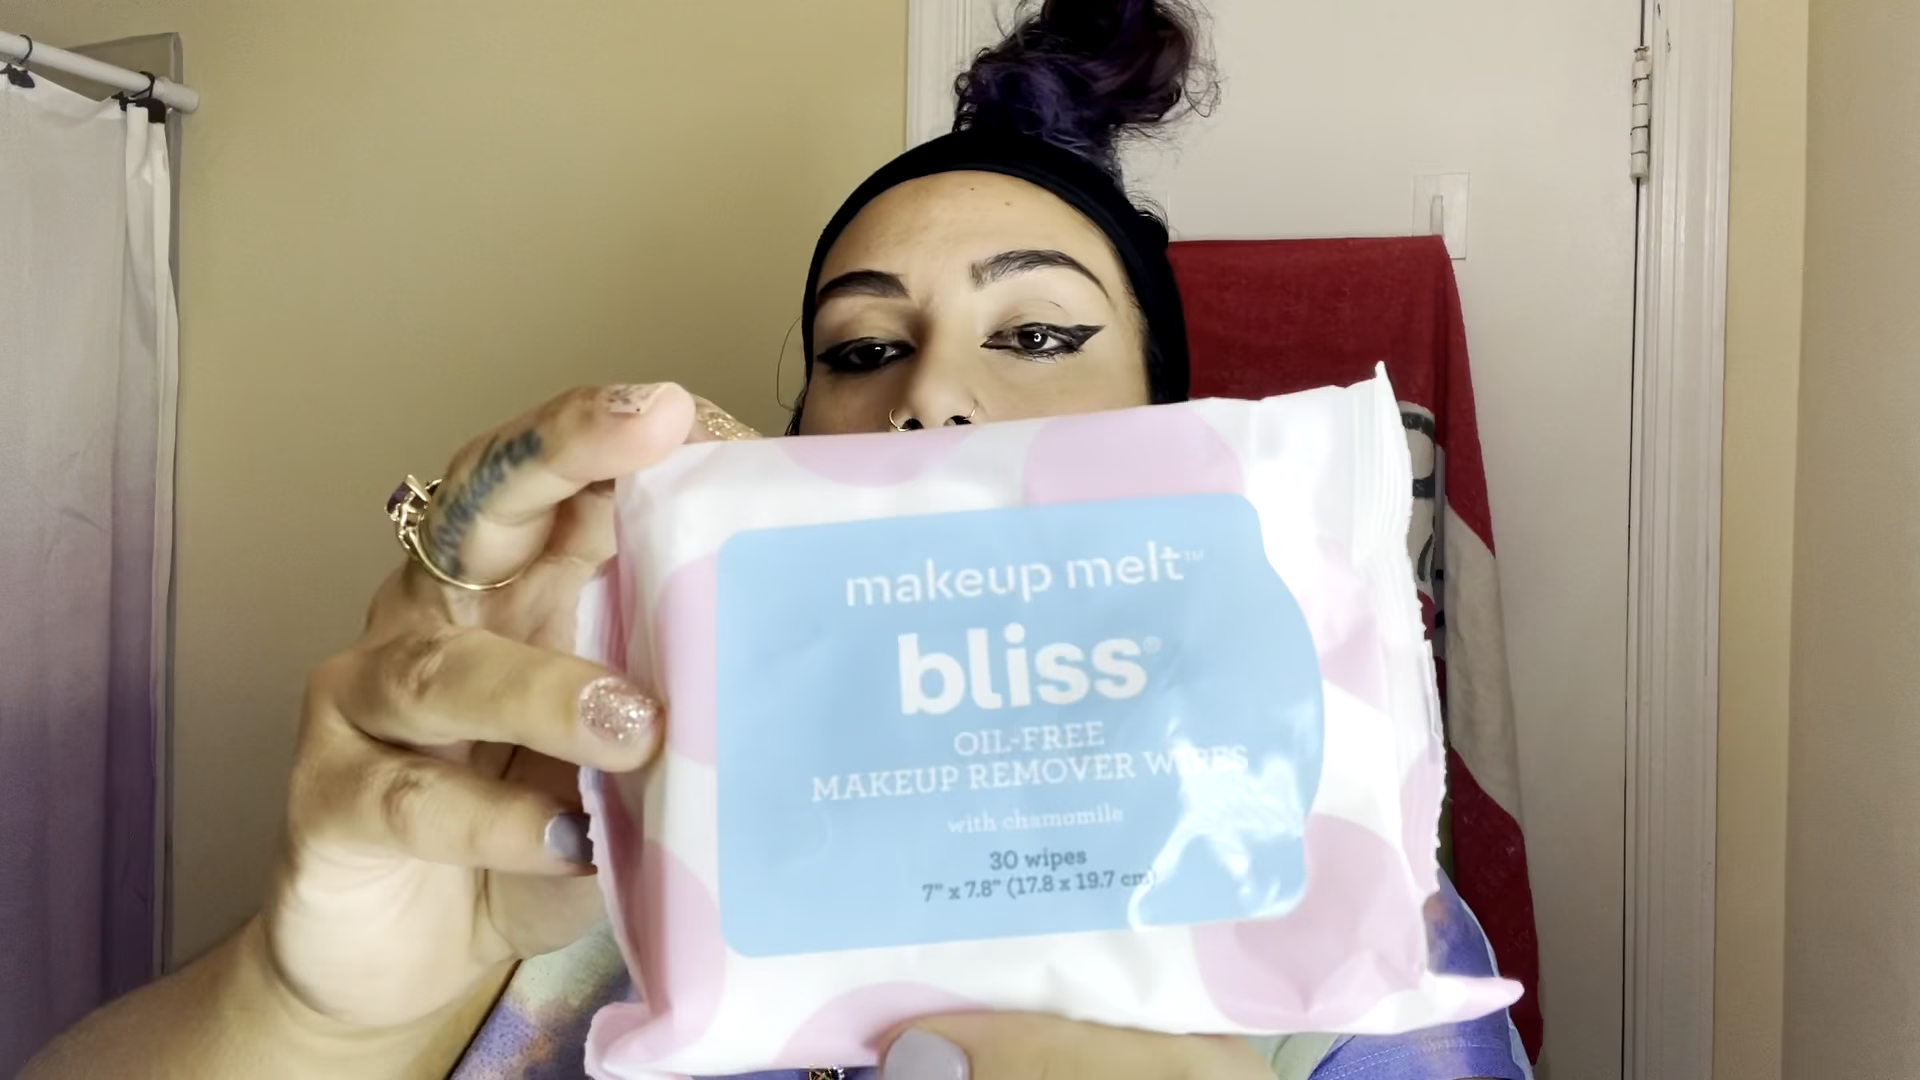 makeup melt™
bliss®
OIL-FREE
MAKEUP REMOVER WIPES
with chamomile
30 wipes
7" x 7.8" (17.8 x 19.7 cm)